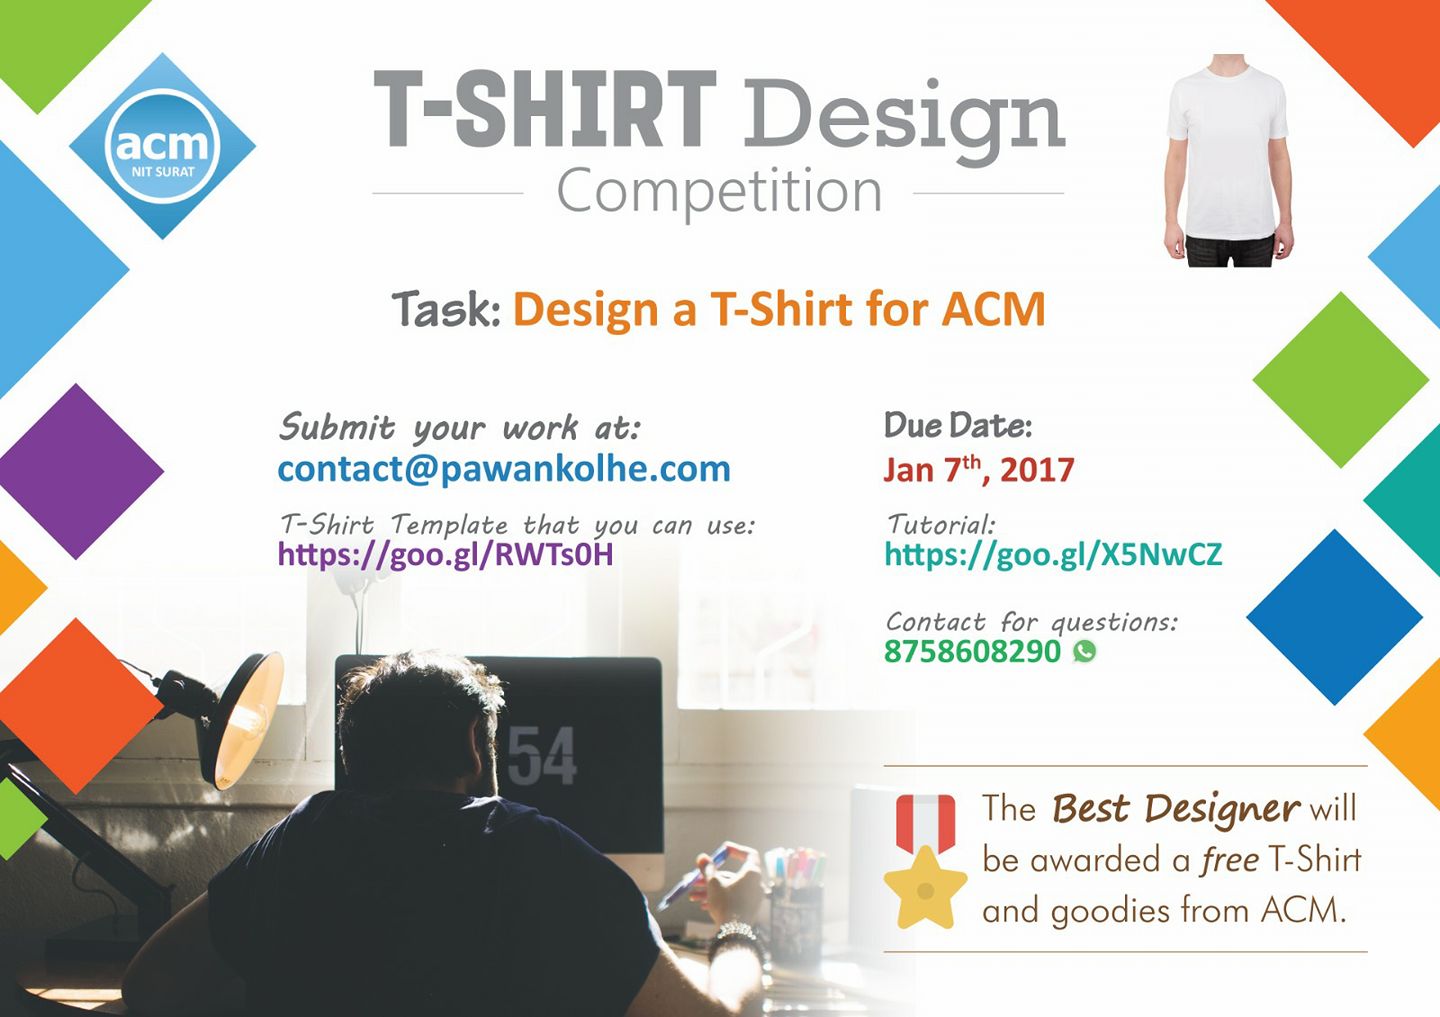 acm
NIT SURAT
T-SHIRT Design
Competition
Task: Design a T-Shirt for ACM
Submit your work at:
contact@pawankolhe.com
T-Shirt Template that you can use:
https://goo.gl/RWTs0H
Due Date:
Jan 7th, 2017
Tutorial:
https://goo.gl/X5NwCZ
Contact for questions:
8758608290
54
The Best Designer will
be awarded a free T-Shirt
and goodies from ACM.